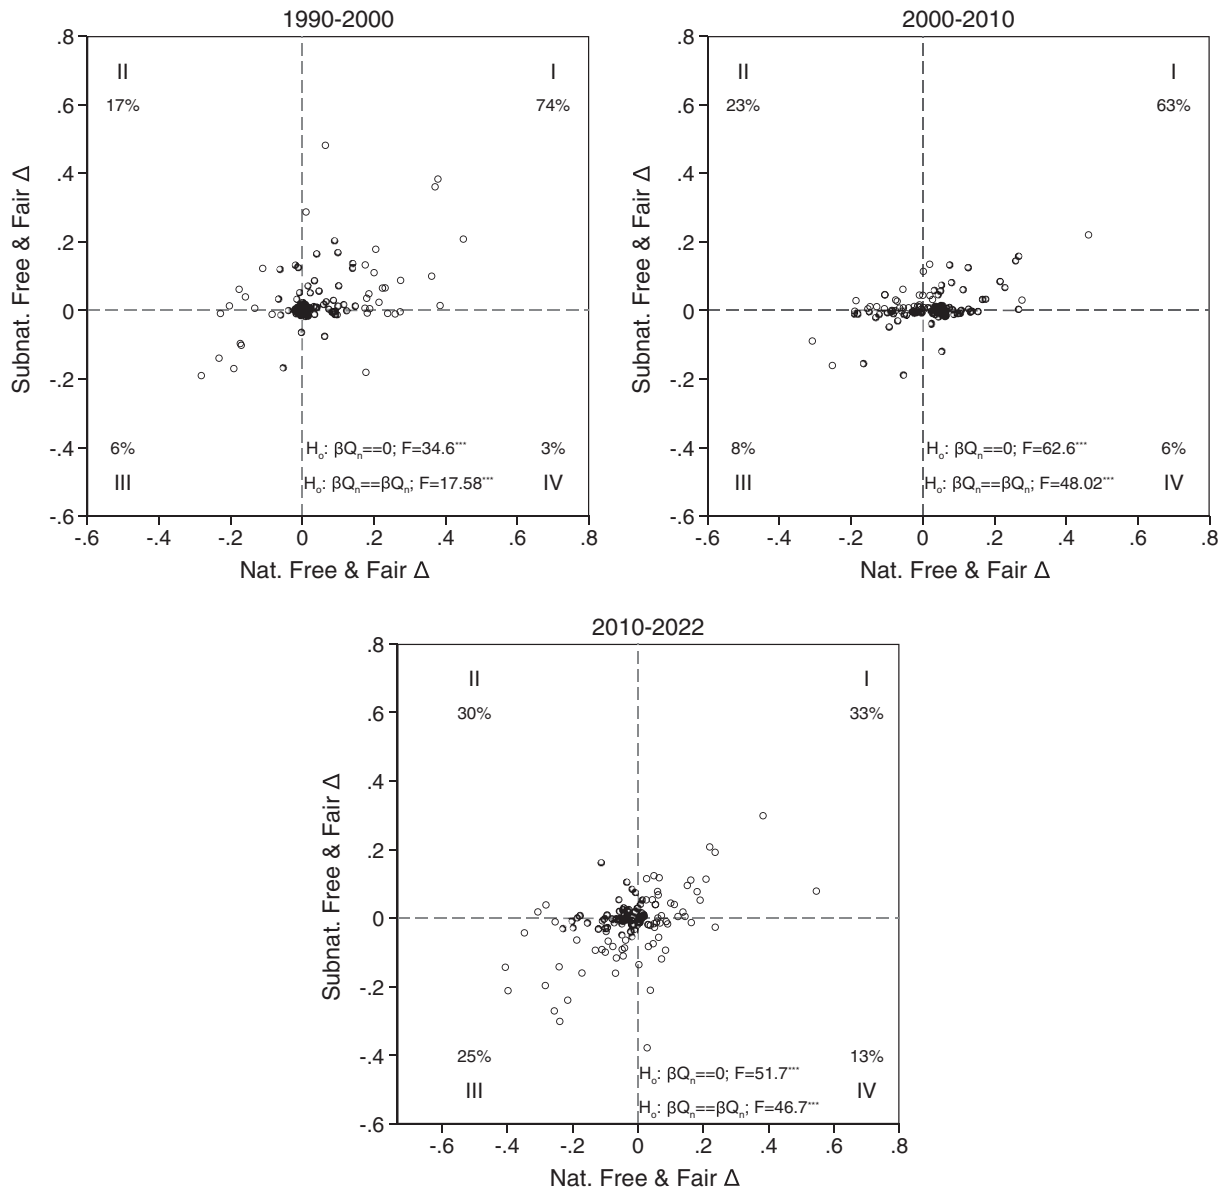 1990-2000
.8
.6
.4
.2
0
-.2
-.4
-.6
Subnat. Free & Fair Δ
II
17%
I
74%
6%
III
3%
IV
Hₒ: βQₙ==0; F=34.6***
Hₒ: βQₙ==βQₙ; F=17.58***
-.6 -.4 -.2 0 .2 .4 .6 .8
Nat. Free & Fair Δ
2000-2010
.8
.6
.4
.2
0
-.2
-.4
-.6
Subnat. Free & Fair Δ
II
23%
I
63%
8%
III
6%
IV
Hₒ: βQₙ==0; F=62.6***
Hₒ: βQₙ==βQₙ; F=48.02***
-.6 -.4 -.2 0 .2 .4 .6 .8
Nat. Free & Fair Δ
2010-2022
.8
.6
.4
.2
0
-.2
-.4
-.6
Subnat. Free & Fair Δ
II
30%
I
33%
25%
III
13%
IV
Hₒ: βQₙ==0; F=51.7***
Hₒ: βQₙ==βQₙ; F=46.7***
-.6 -.4 -.2 0 .2 .4 .6 .8
Nat. Free & Fair Δ